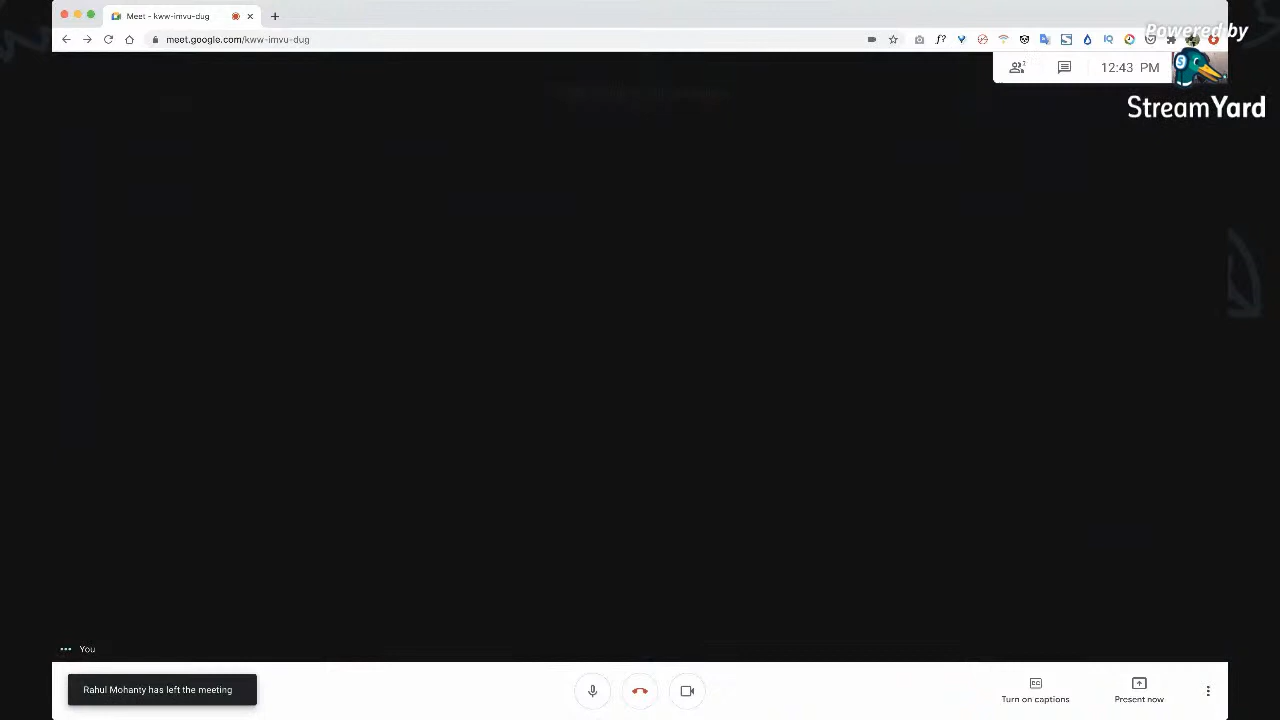 Meet - kww-imvu-dug
meet.google.com/kww-imvu-dug
Powered by
12:43 PM
StreamYard
You
Rahul Mohanty has left the meeting
Turn on captions
Present now